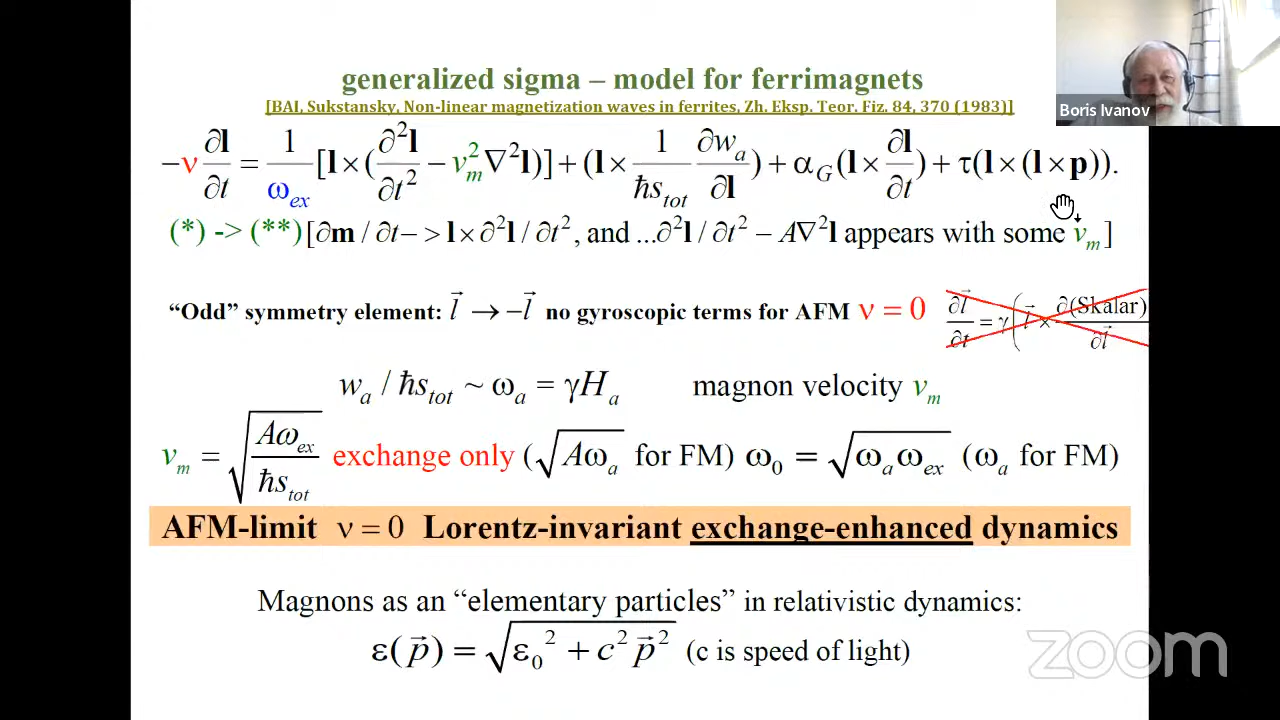 generalized sigma – model for ferrimagnets
[BAI, Sukstansky, Non-linear magnetization waves in ferrites, Zh. Eksp. Teor. Fiz. 84, 370 (1983)]
Boris Ivanov
−ν ∂l/∂t = 1/ω_ex [l×(∂²l/∂t² − v_m²∇²l)] + (l× 1/ħs_tot ∂w_a/∂l) + α_G(l× ∂l/∂t) + τ(l×(l×p)).
(*) -> (**) [∂m / ∂t− > l×∂²l / ∂t², and ...∂²l / ∂t² − A∇²l appears with some v_m]
“Odd” symmetry element: l⃗ → −l⃗ no gyroscopic terms for AFM ν = 0 ∂l⃗/∂t = γ(l⃗ × ∂(Skalar)/∂l⃗
w_a / ħs_tot ~ ω_a = γH_a magnon velocity v_m
v_m = √(Aω_ex/ħs_tot) exchange only (√Aω_a for FM) ω_0 = √ω_aω_ex (ω_a for FM)
AFM-limit ν = 0 Lorentz-invariant exchange-enhanced dynamics
Magnons as an “elementary particles” in relativistic dynamics:
ε(p⃗) = √ε_0² + c²p⃗² (c is speed of light)
zoom